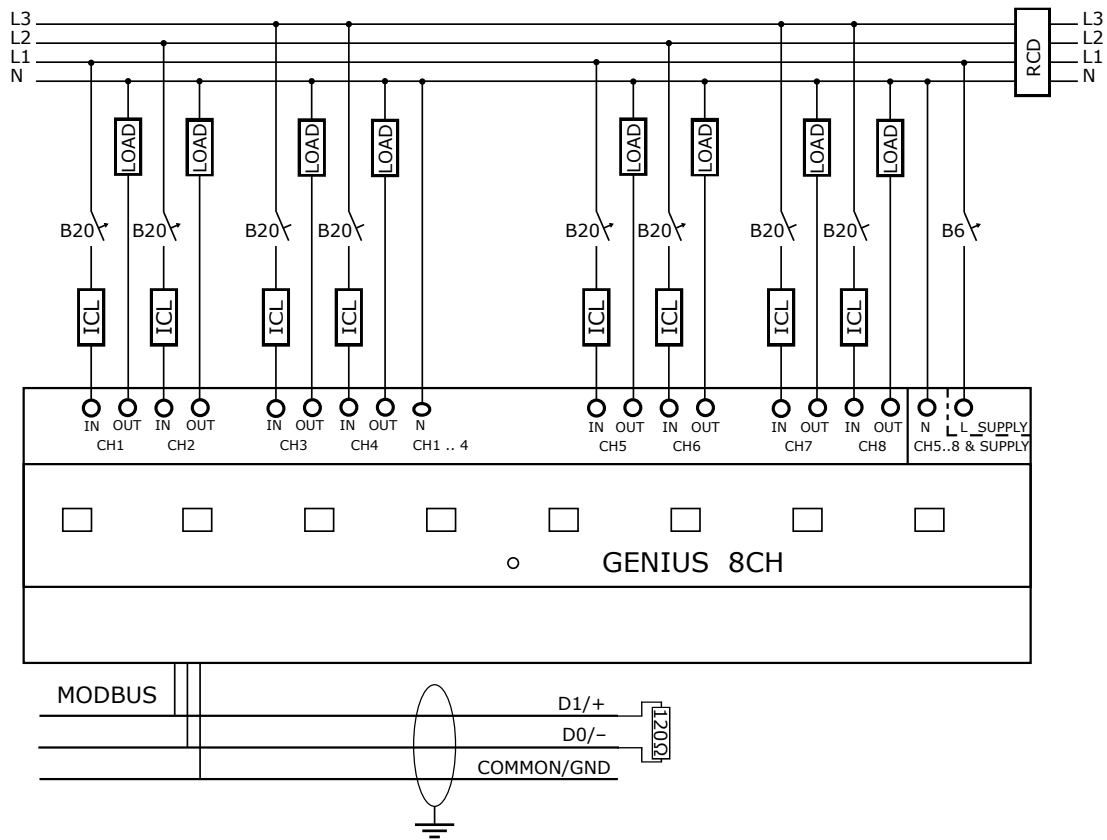 L3
L2
L1
N
RCD
L3
L2
L1
N
LOAD LOAD LOAD LOAD LOAD LOAD LOAD LOAD
B20 B20 B20 B20 B20 B20 B20 B20 B6
ICL ICL ICL ICL ICL ICL ICL ICL
IN OUT IN OUT IN OUT IN OUT N IN OUT IN OUT IN OUT IN OUT N L SUPPLY
CH1 CH2 CH3 CH4 CH1 .. 4 CH5 CH6 CH7 CH8 CH5..8 & SUPPLY
GENIUS 8CH
MODBUS
D1/+
D0/–
120Ω
COMMON/GND